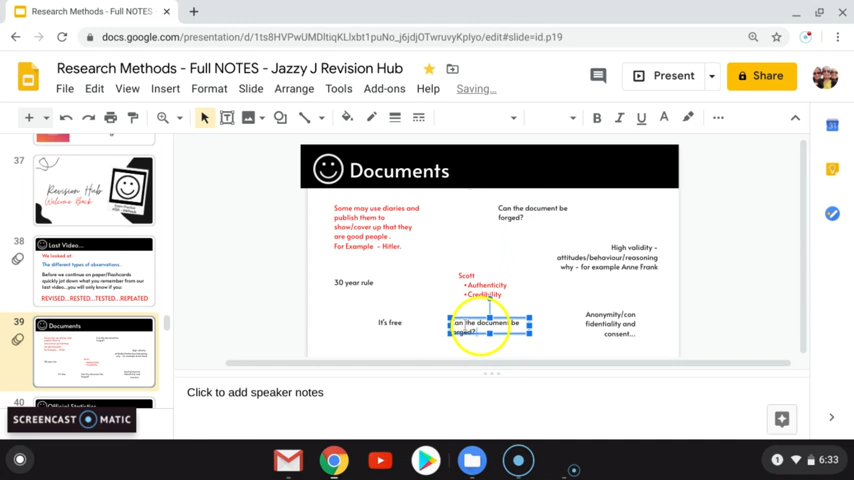 Research Methods - Full NOTES
docs.google.com/presentation/d/1ts8HVPwUMDltiqKLlxbt1puNo_j6jdjOTwruvyKplyo/edit#slide=id.p19
Research Methods - Full NOTES - Jazzy J Revision Hub
Share
Present
File Edit View Insert Format Slide Arrange Tools Add-ons Help Saving...
37
Revision Hub
Welcome Back
38
Last Video...
We looked at:
The different types of observations..
Before we continue on paper/flashcards
quickly jot down what you remember from our
last video...you will only know if you:
REVISED...RESTED...TESTED...REPEATED
39
Documents
40
Official Statistics
SCREENCAST MATIC
Documents
Some may use diaries and
publish them to
show/cover up that they
are good people .
For Example - Hitler.
Can the document be
forged?
High validity -
attitudes/behaviour/reasoning
why - for example Anne Frank
30 year rule
Scott
•Authenticity
•Credibility
It's free
Can the document be
forged?
Anonymity/con
fidentiality and
consent...
Click to add speaker notes
1
6:33